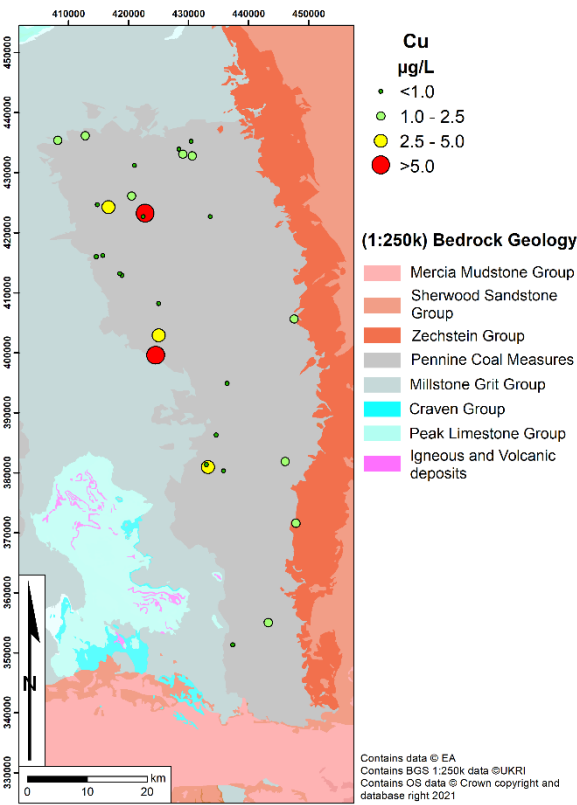 410000 420000 430000 440000 450000
450000
440000
430000
420000
410000
400000
390000
380000
370000
360000
350000
340000
330000
N
0 10 20 km
Cu
µg/L
<1.0
1.0 - 2.5
2.5 - 5.0
>5.0
(1:250k) Bedrock Geology
Mercia Mudstone Group
Sherwood Sandstone
Group
Zechstein Group
Pennine Coal Measures
Millstone Grit Group
Craven Group
Peak Limestone Group
Igneous and Volcanic
deposits
Contains data © EA
Contains BGS 1:250k data ©UKRI
Contains OS data © Crown copyright and
database right 2021